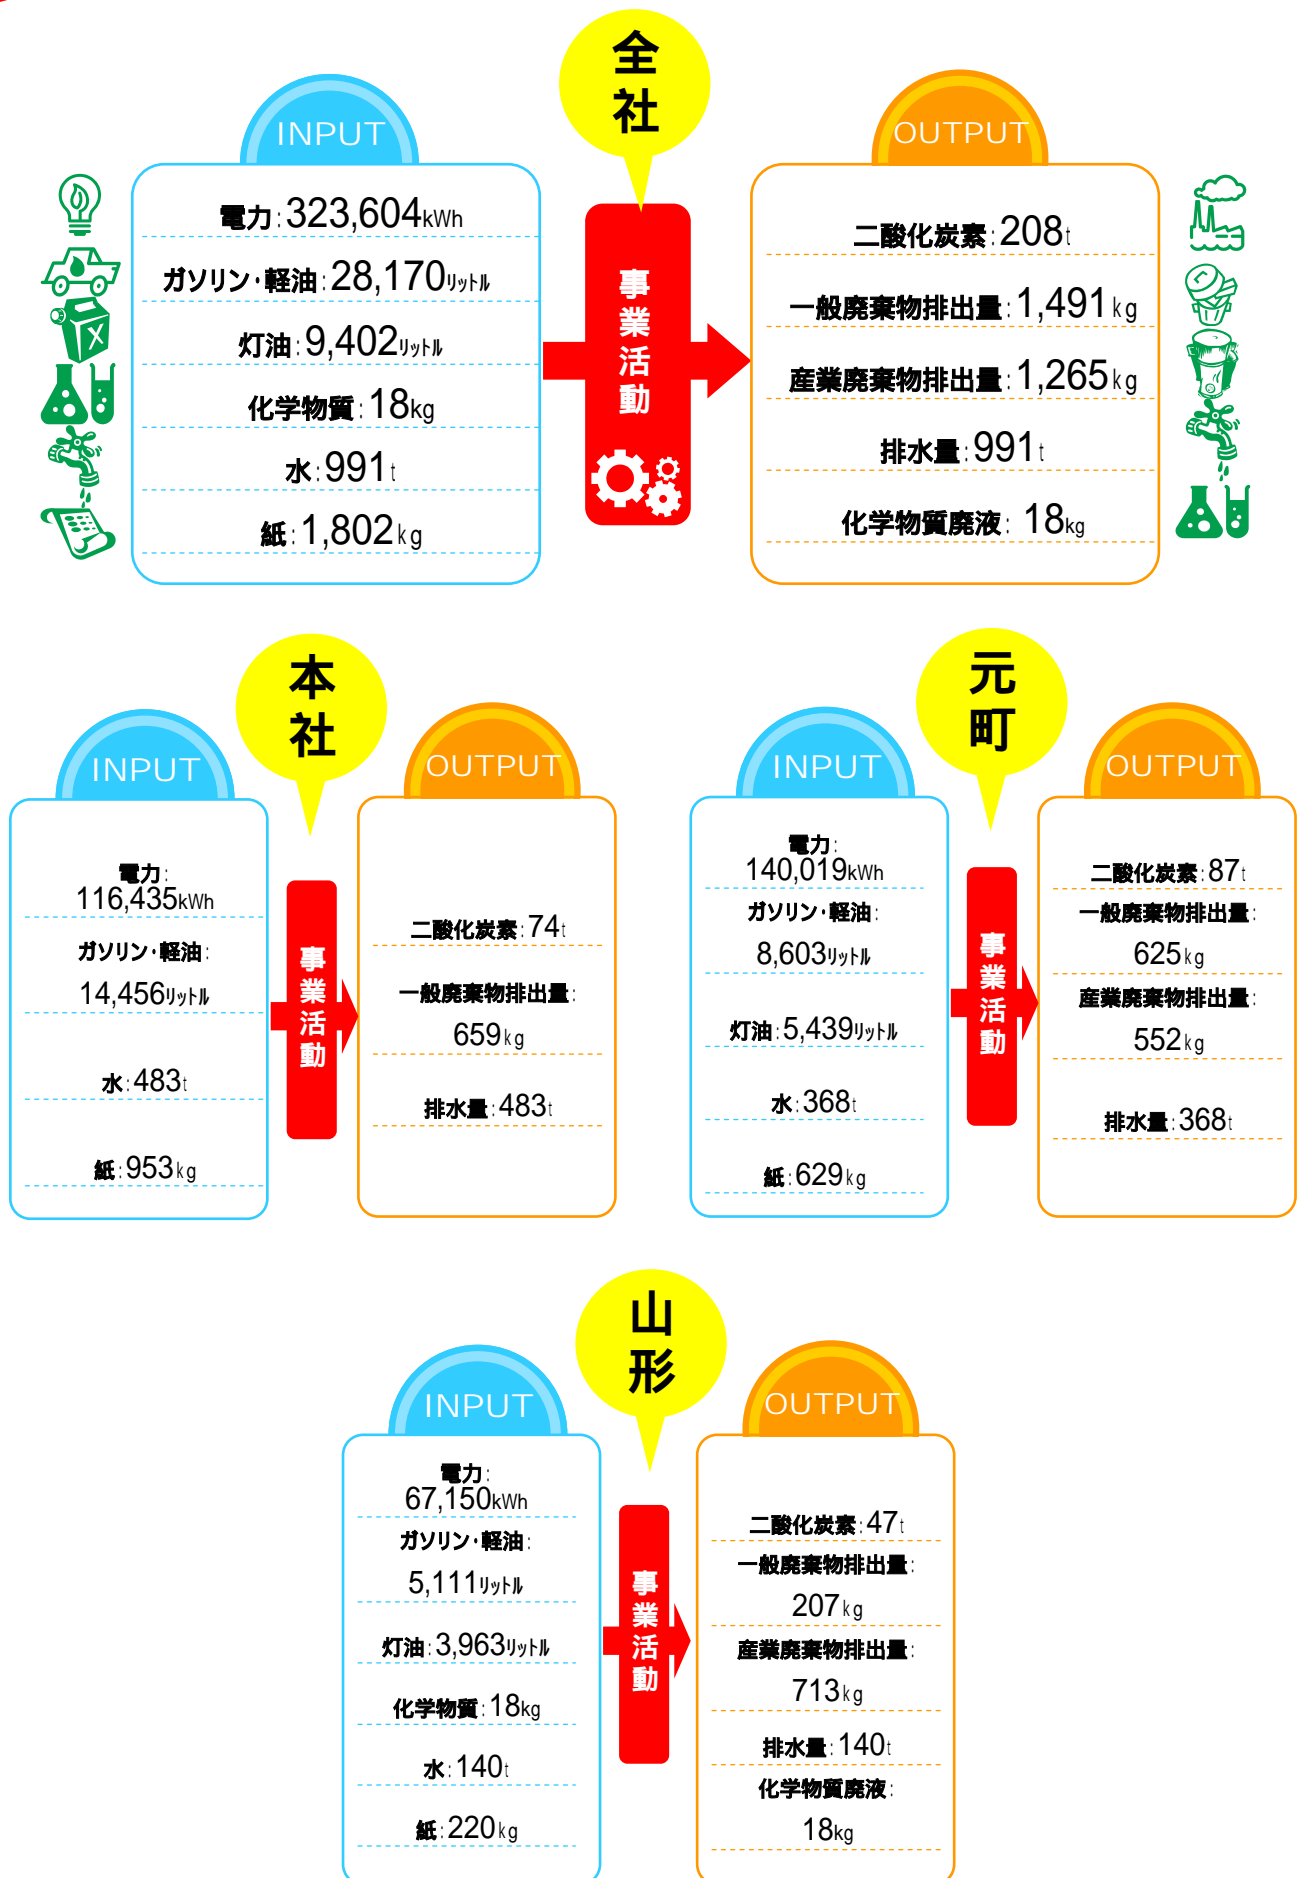 全
社
INPUT
電力:323,604kWh
ガソリン・軽油:28,170リットル
灯油:9,402リットル
化学物質:18kg
水:991t
紙:1,802kg
事
業
活
動
OUTPUT
二酸化炭素:208t
一般廃棄物排出量:1,491kg
産業廃棄物排出量:1,265kg
排水量:991t
化学物質廃液: 18kg
X
本
社
INPUT
電力:
116,435kWh
ガソリン・軽油:
14,456リットル
水:483t
紙:953kg
事
業
活
動
OUTPUT
二酸化炭素:74t
一般廃棄物排出量:
659kg
排水量:483t
元
町
INPUT
電力:
140,019kWh
ガソリン・軽油:
8,603リットル
灯油:5,439リットル
水:368t
紙:629kg
事
業
活
動
OUTPUT
二酸化炭素:87t
一般廃棄物排出量:
625kg
産業廃棄物排出量:
552kg
排水量:368t
山
形
INPUT
電力:
67,150kWh
ガソリン・軽油:
5,111リットル
灯油:3,963リットル
化学物質:18kg
水:140t
紙:220kg
事
業
活
動
OUTPUT
二酸化炭素:47t
一般廃棄物排出量:
207kg
産業廃棄物排出量:
713kg
排水量:140t
化学物質廃液:
18kg